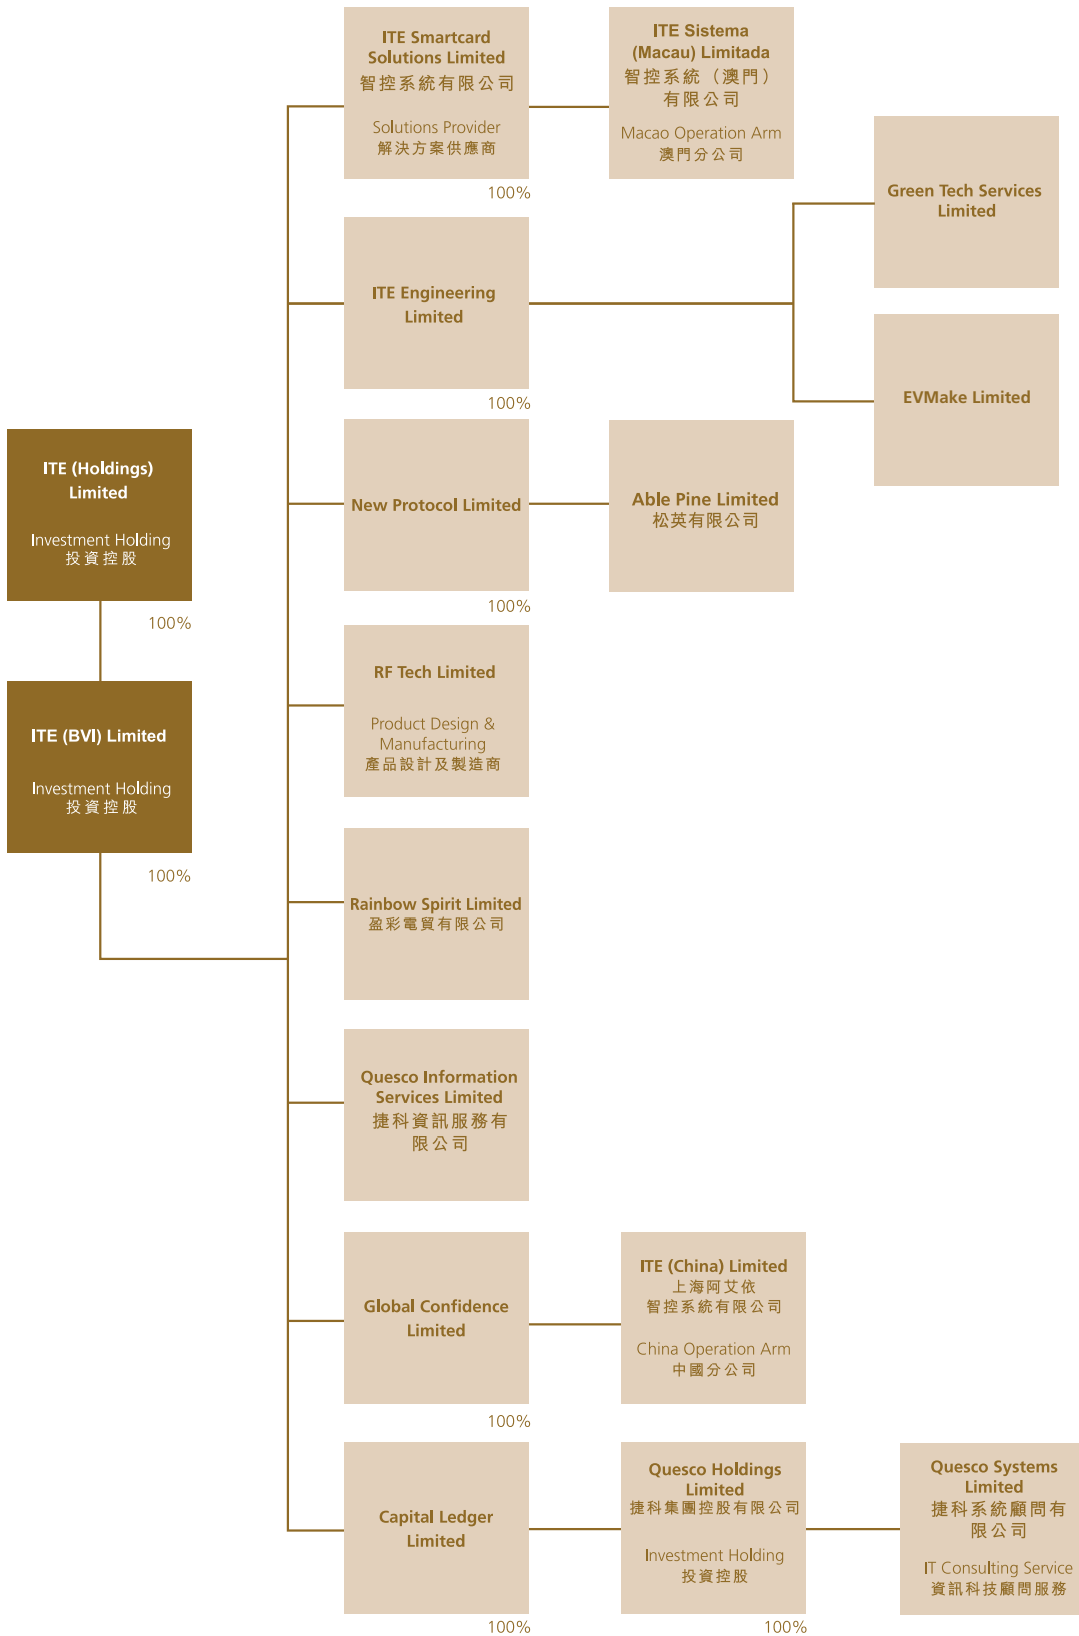 ITE (Holdings)
Limited
Investment Holding
投資控股
100%
ITE (BVI) Limited
Investment Holding
投資控股
100%
ITE Smartcard
Solutions Limited
智控系統有限公司
Solutions Provider
解決方案供應商
100%
ITE Sistema
(Macau) Limitada
智控系統（澳門）
有限公司
Macao Operation Arm
澳門分公司
ITE Engineering
Limited
100%
Green Tech Services
Limited
EVMake Limited
New Protocol Limited
100%
Able Pine Limited
松英有限公司
RF Tech Limited
Product Design &
Manufacturing
產品設計及製造商
Rainbow Spirit Limited
盈彩電貿有限公司
Quesco Information
Services Limited
捷科資訊服務有
限公司
Global Confidence
Limited
100%
ITE (China) Limited
上海阿艾依
智控系統有限公司
China Operation Arm
中國分公司
Capital Ledger
Limited
100%
Quesco Holdings
Limited
捷科集團控股有限公司
Investment Holding
投資控股
100%
Quesco Systems
Limited
捷科系統顧問有
限公司
IT Consulting Service
資訊科技顧問服務